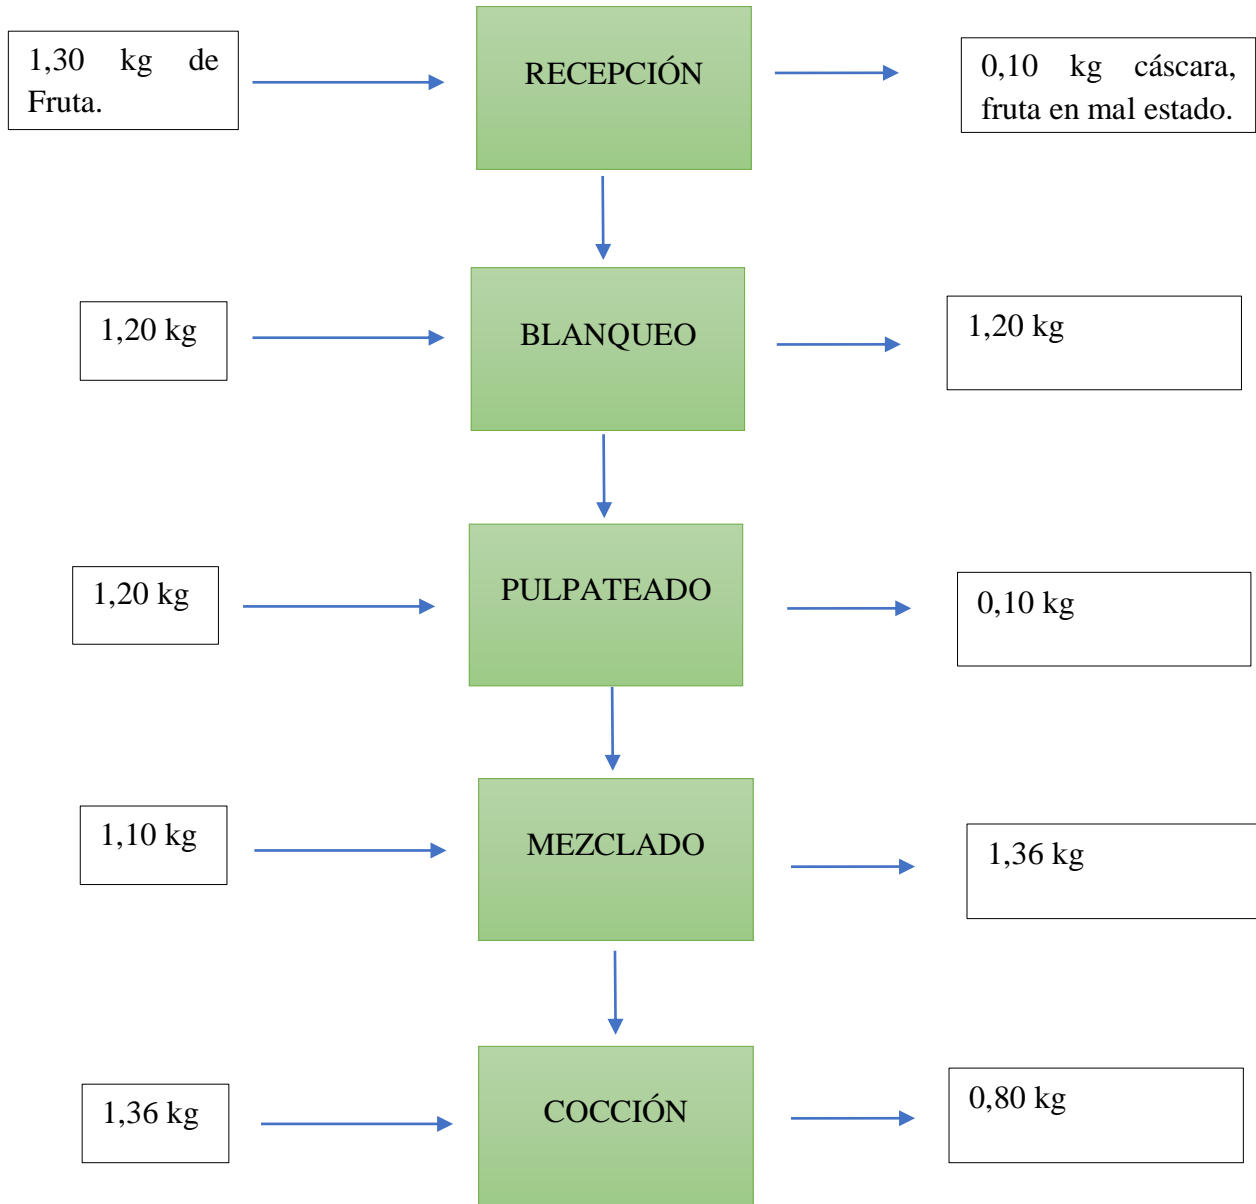 1,30 kg de
Fruta.
RECEPCIÓN
0,10 kg cáscara,
fruta en mal estado.
1,20 kg
BLANQUEO
1,20 kg
1,20 kg
PULPATEADO
0,10 kg
1,10 kg
MEZCLADO
1,36 kg
1,36 kg
COCCIÓN
0,80 kg